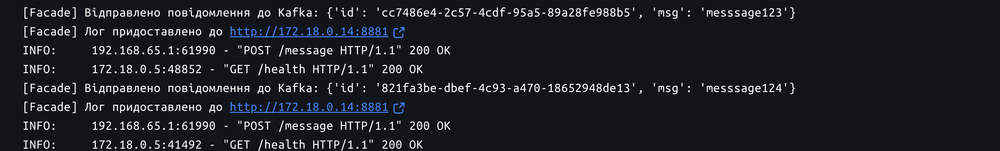 [Facade] Відправлено повідомлення до Kafka: {'id': 'cc7486e4-2c57-4cdf-95a5-89a28fe988b5', 'msg': 'messsage123'}
[Facade] Лог придоставлено до http://172.18.0.14:8881
INFO:     192.168.65.1:61990 - "POST /message HTTP/1.1" 200 OK
INFO:     172.18.0.5:48852 - "GET /health HTTP/1.1" 200 OK
[Facade] Відправлено повідомлення до Kafka: {'id': '821fa3be-dbef-4c93-a470-18652948de13', 'msg': 'messsage124'}
[Facade] Лог придоставлено до http://172.18.0.14:8881
INFO:     192.168.65.1:61990 - "POST /message HTTP/1.1" 200 OK
INFO:     172.18.0.5:41492 - "GET /health HTTP/1.1" 200 OK